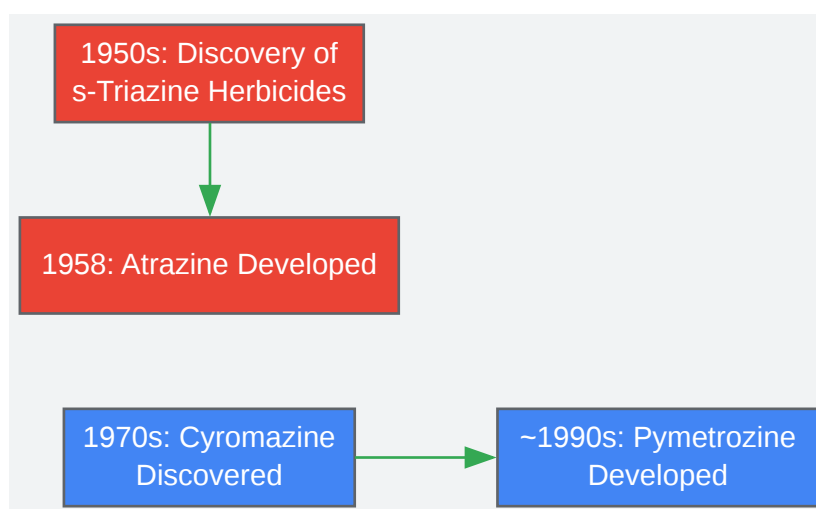 1950s: Discovery of
s-Triazine Herbicides
1958: Atrazine Developed
1970s: Cyromazine
Discovered
~1990s: Pymetrozine
Developed